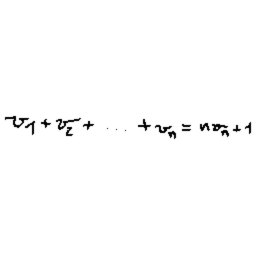 v_1 + v_2 + ... + v_n = n v_n + 1